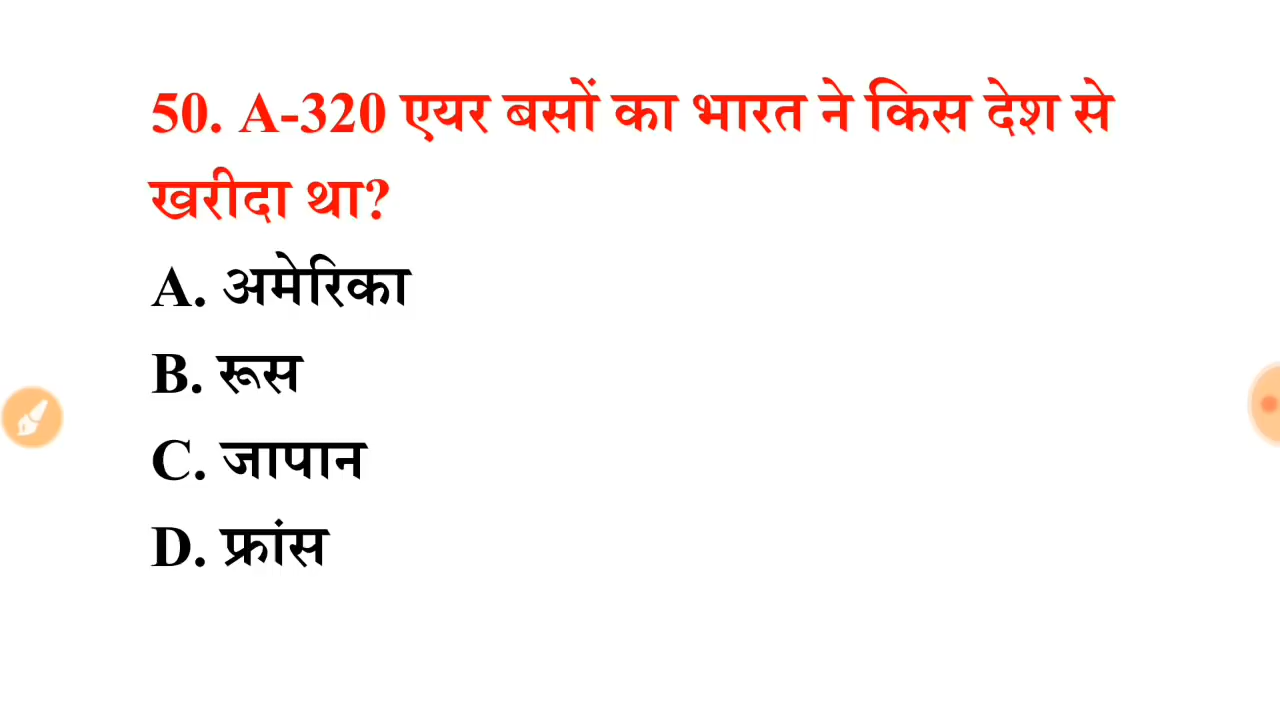 50. A-320 एयर बसों का भारत ने किस देश से
खरीदा था?
A. अमेरिका
B. रूस
C. जापान
D. फ्रांस